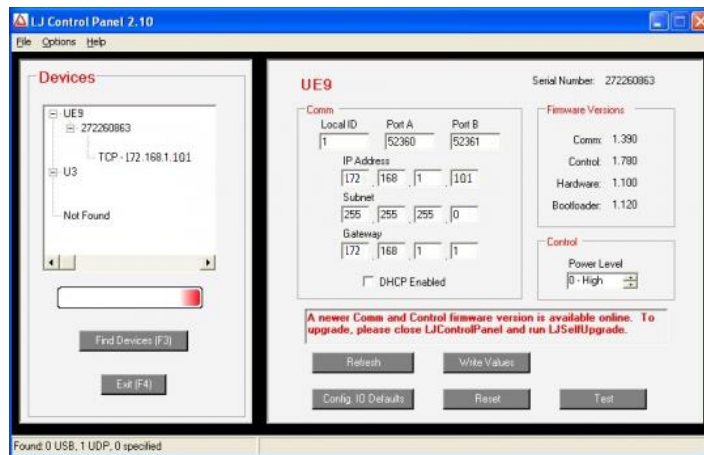 LJ Control Panel 2.10
File Options Help
Devices
UE9
272260863
TCP - 172.168.1.101
U3
Not Found
Find Devices (F3)
Exit (F4)
UE9
Serial Number: 272260863
Comm
Local ID Port A Port B
1 52360 52361
IP Address
172 . 168 . 1 . 101
Subnet
255 . 255 . 255 . 0
Gateway
172 . 168 . 1 . 1
DHCP Enabled
Firmware Versions
Comm: 1.390
Control: 1.780
Hardware: 1.100
Bootloader: 1.120
Control
Power Level
0 - High
A newer Comm and Control firmware version is available online. To
upgrade, please close LJControlPanel and run LJSelfUpgrade.
Refresh Write Values
Config. IO Defaults Reset Test
Found: 0 USB, 1 UDP, 0 specified